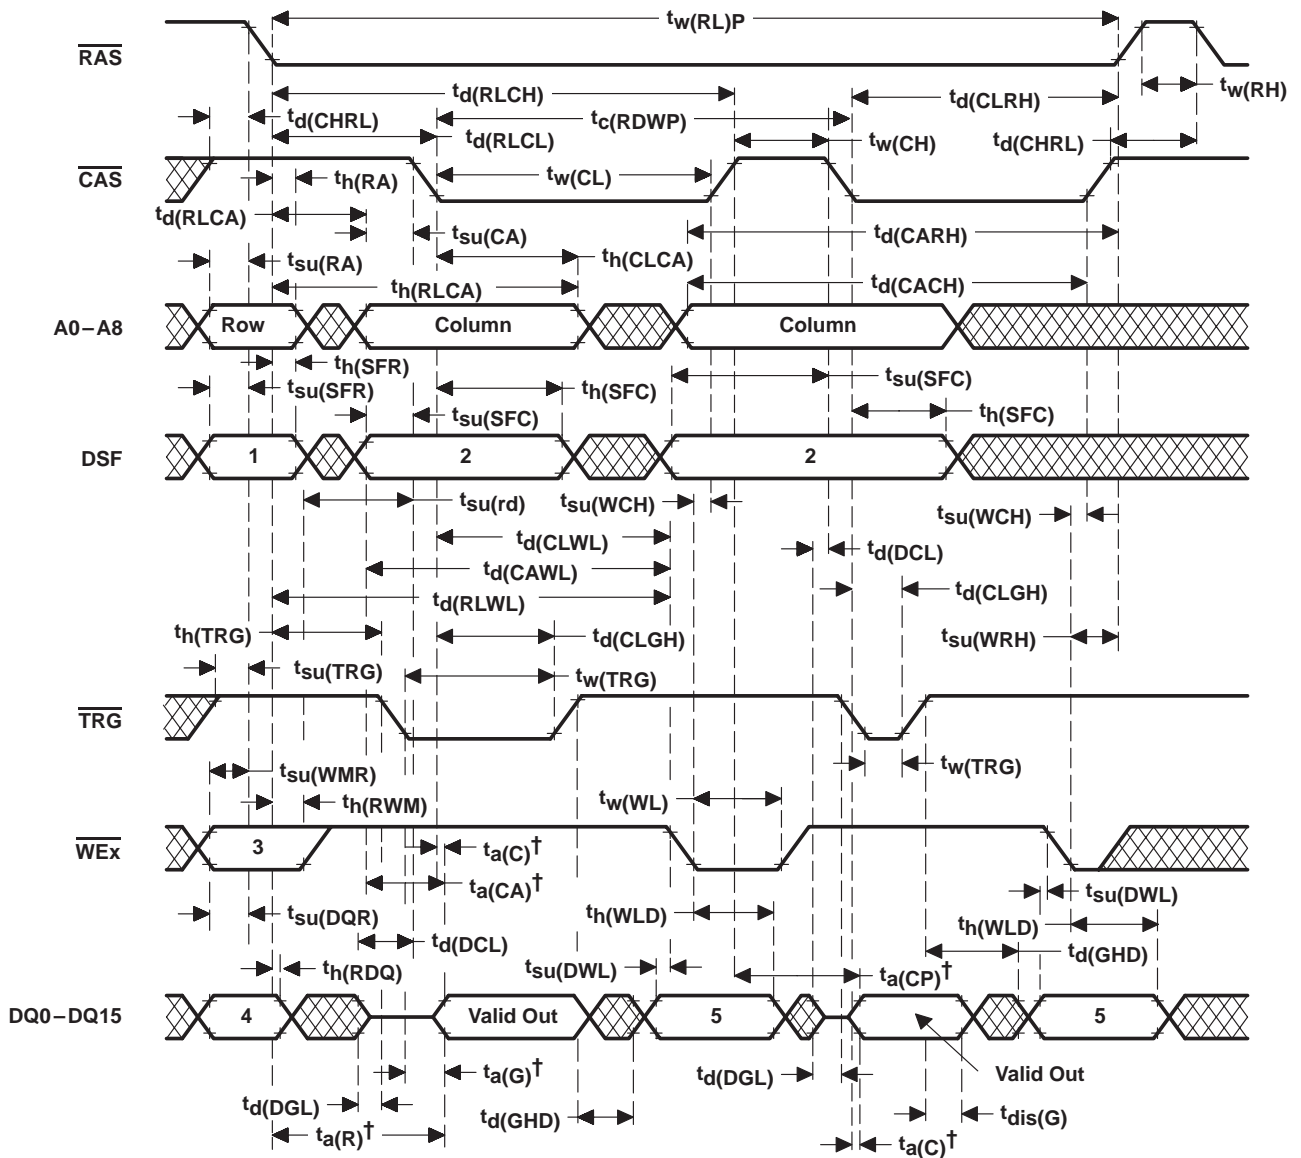 tw(RL)P
RAS
td(RLCH)
tw(RH)
td(CLRH)
td(CHRL)
tc(RDWP)
td(RLCL)
tw(CH)
td(CHRL)
CAS
th(RA)
tw(CL)
td(RLCA)
tsu(CA)
td(CARH)
tsu(RA)
th(CLCA)
th(RLCA)
td(CACH)
A0–A8
Row
Column
Column
th(SFR)
tsu(SFR)
th(SFC)
tsu(SFC)
tsu(SFC)
th(SFC)
DSF
1
2
2
tsu(rd)
tsu(WCH)
tsu(WCH)
td(CLWL)
td(DCL)
td(CAWL)
td(CLGH)
td(RLWL)
th(TRG)
td(CLGH)
tsu(WRH)
tsu(TRG)
tw(TRG)
TRG
tw(TRG)
tsu(WMR)
th(RWM)
tw(WL)
WEx
3
ta(C)†
ta(CA)†
tsu(DWL)
tsu(DQR)
th(WLD)
th(WLD)
td(DCL)
td(GHD)
th(RDQ)
tsu(DWL)
ta(CP)†
DQ0–DQ15
4
Valid Out
5
5
ta(G)†
td(DGL)
Valid Out
td(DGL)
td(GHD)
tdis(G)
ta(R)†
ta(C)†